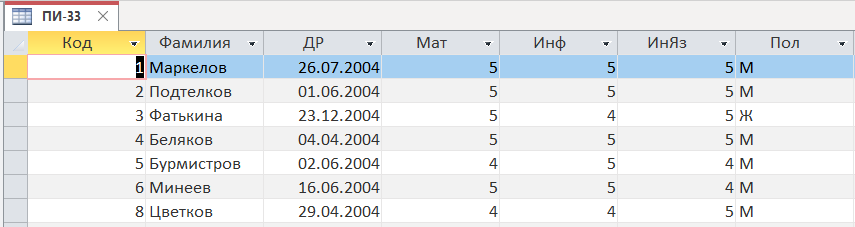 ПИ-33
Код Фамилия ДР Мат Инф ИнЯз Пол
1 Маркелов 26.07.2004 5 5 5 М
2 Подтелков 01.06.2004 5 5 5 М
3 Фатькина 23.12.2004 5 4 5 Ж
4 Беляков 04.04.2004 5 5 5 М
5 Бурмистров 02.06.2004 4 5 4 М
6 Минеев 16.06.2004 5 5 4 М
8 Цветков 29.04.2004 4 4 5 М